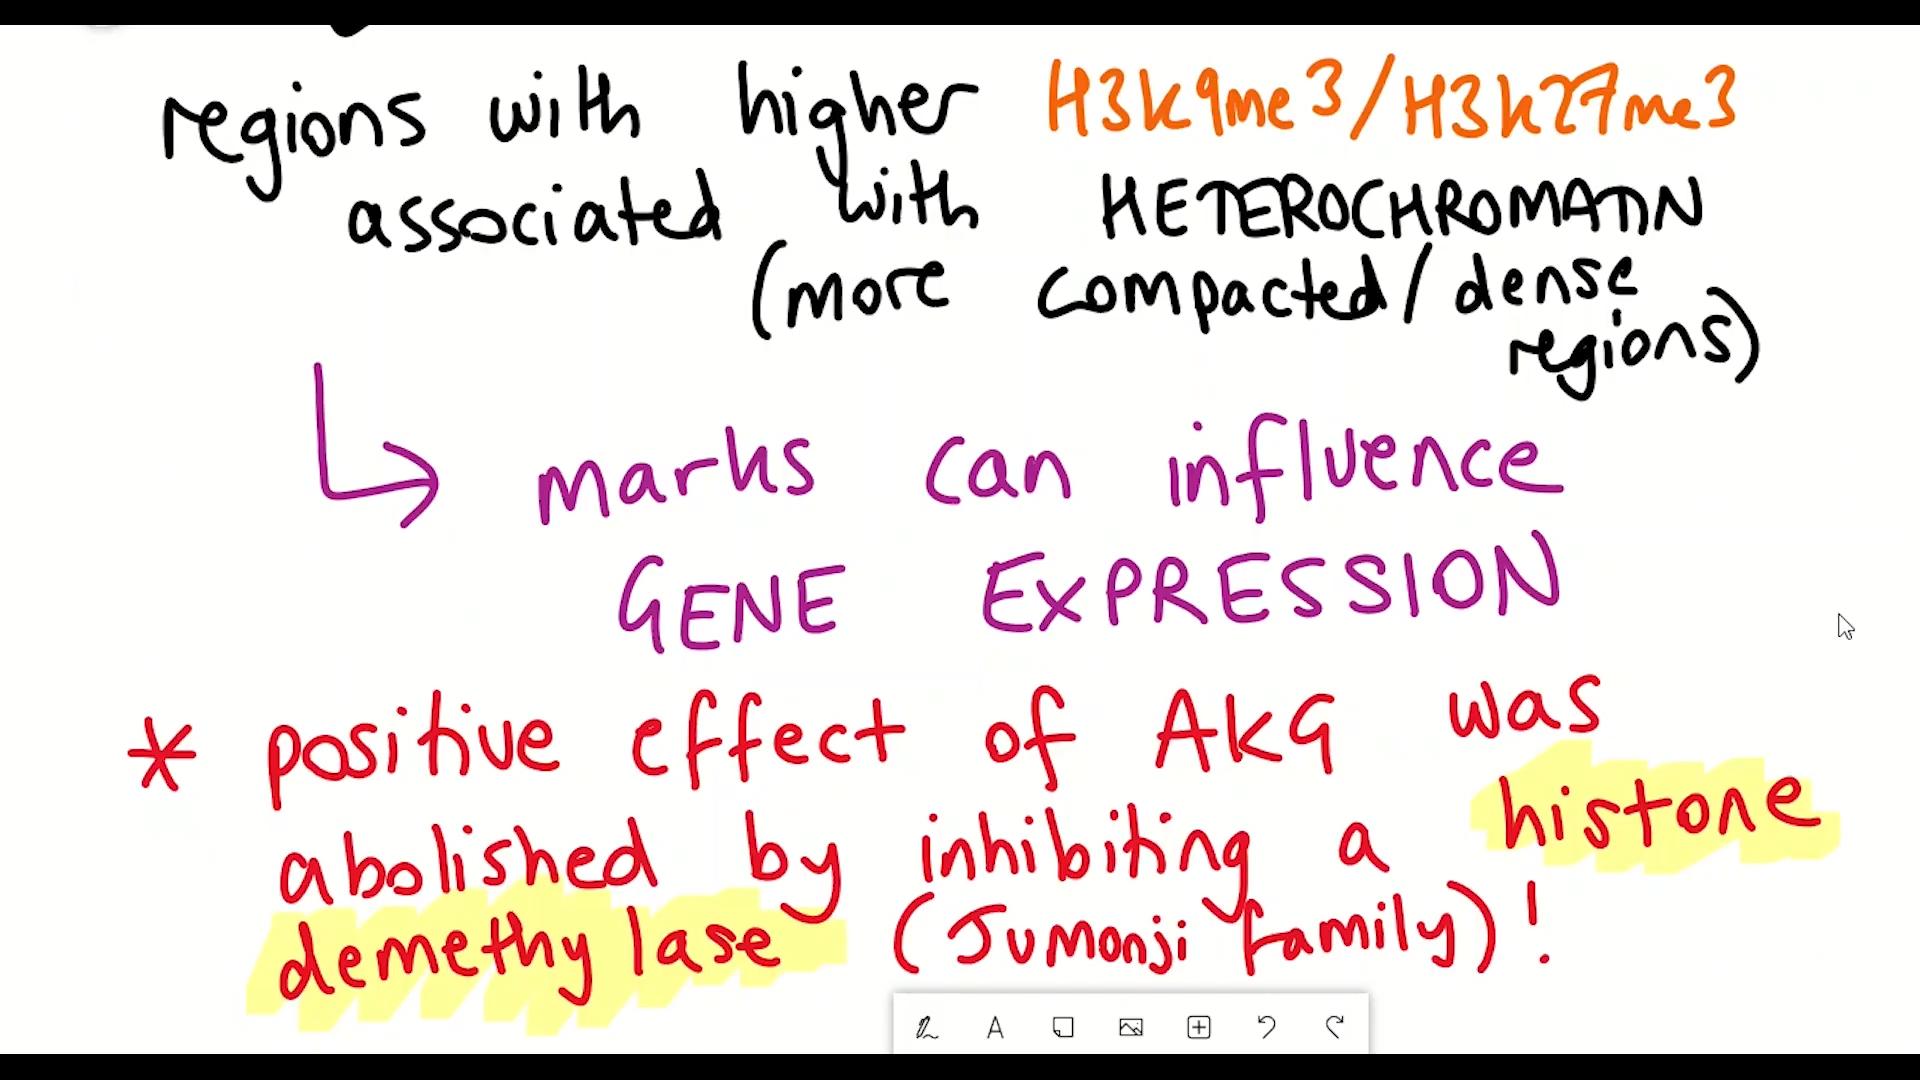 regions with higher H3K9me3/H3K27me3
associated with HETEROCHROMATIN
(more compacted/dense
regions)
marks can influence
GENE EXPRESSION
* positive effect of AKG was
abolished by inhibiting a histone
demethylase (Jumonji family)!
A